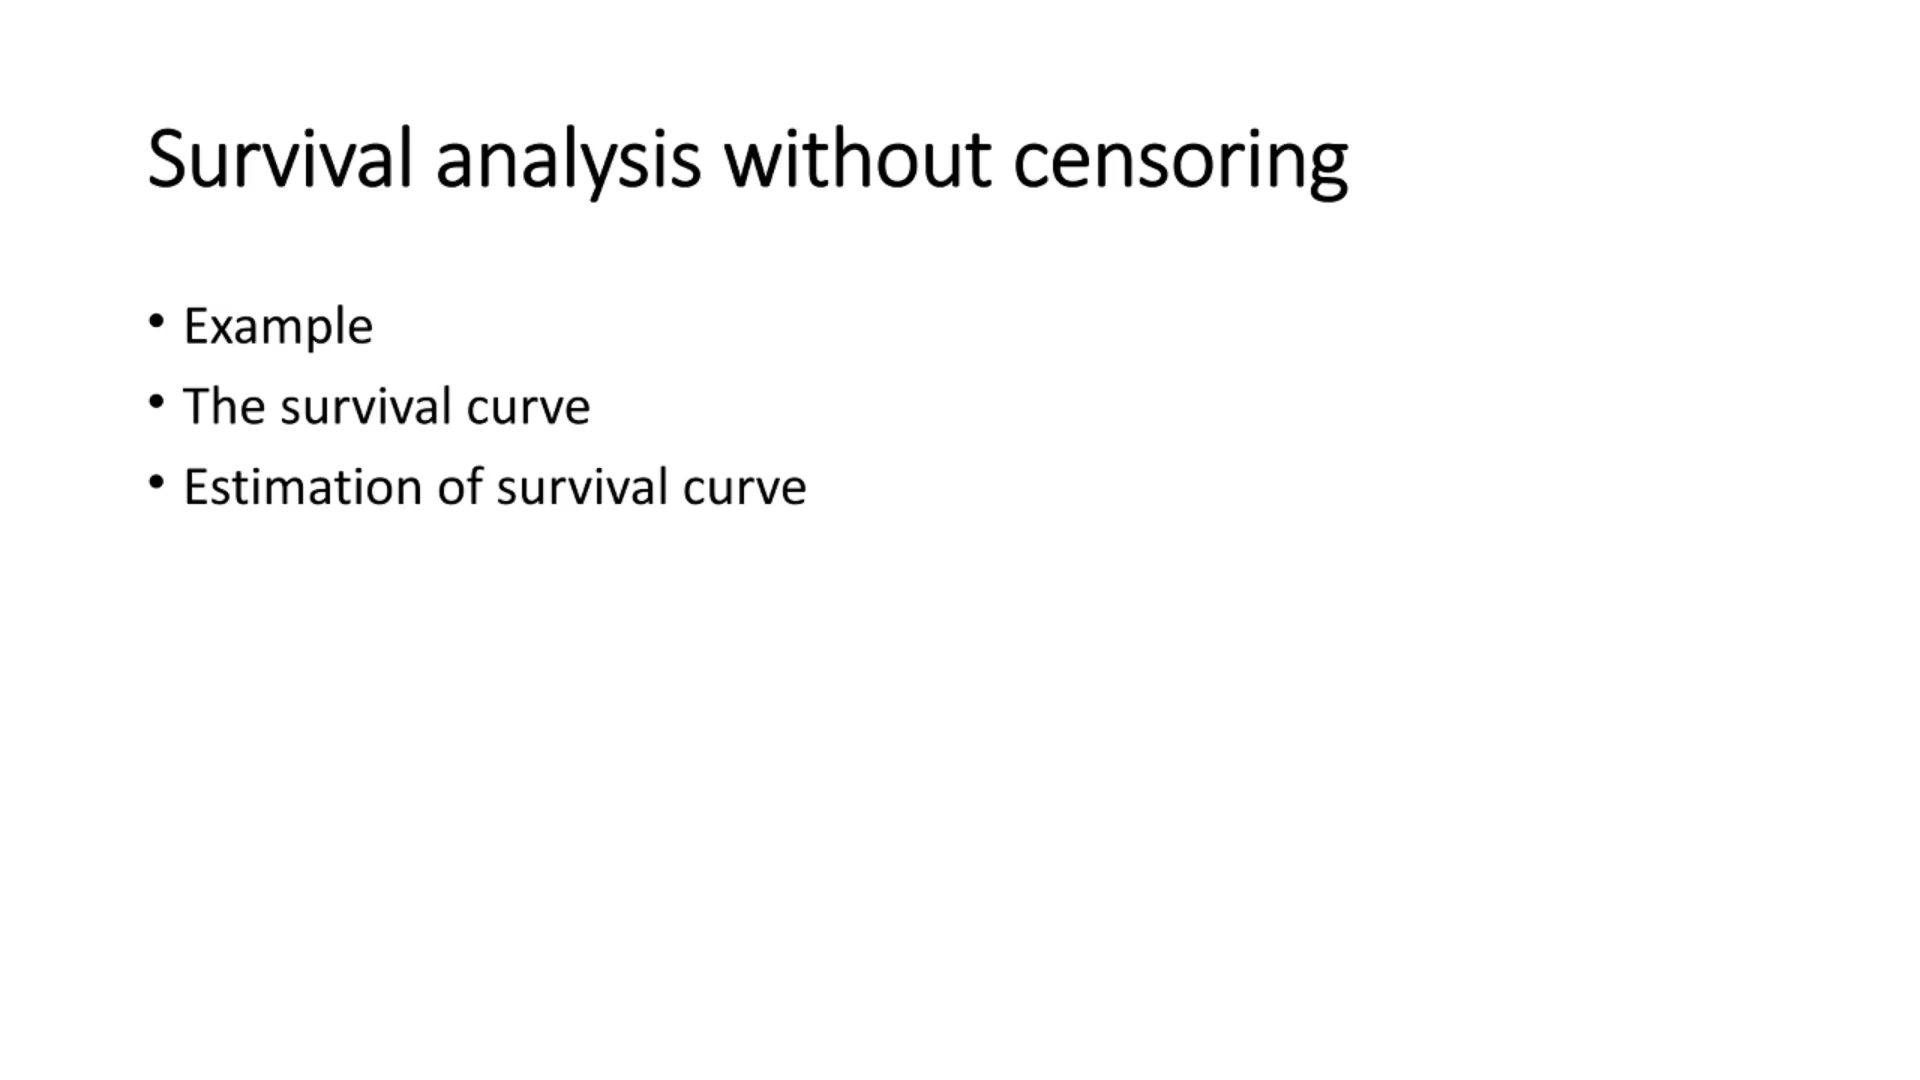 Survival analysis without censoring
• Example
• The survival curve
• Estimation of survival curve